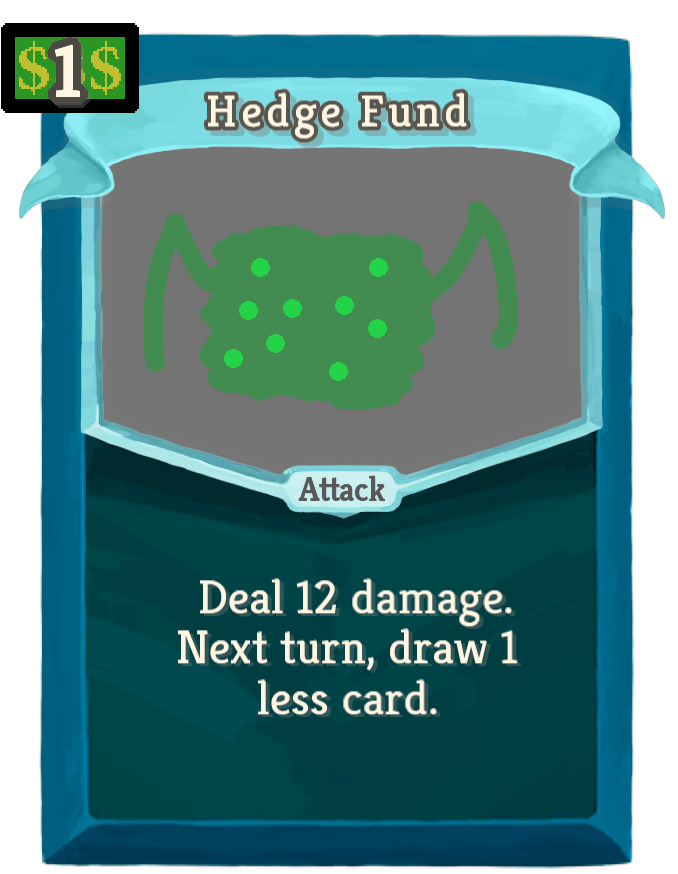 $1$
Hedge Fund
Attack
Deal 12 damage.
Next turn, draw 1
less card.